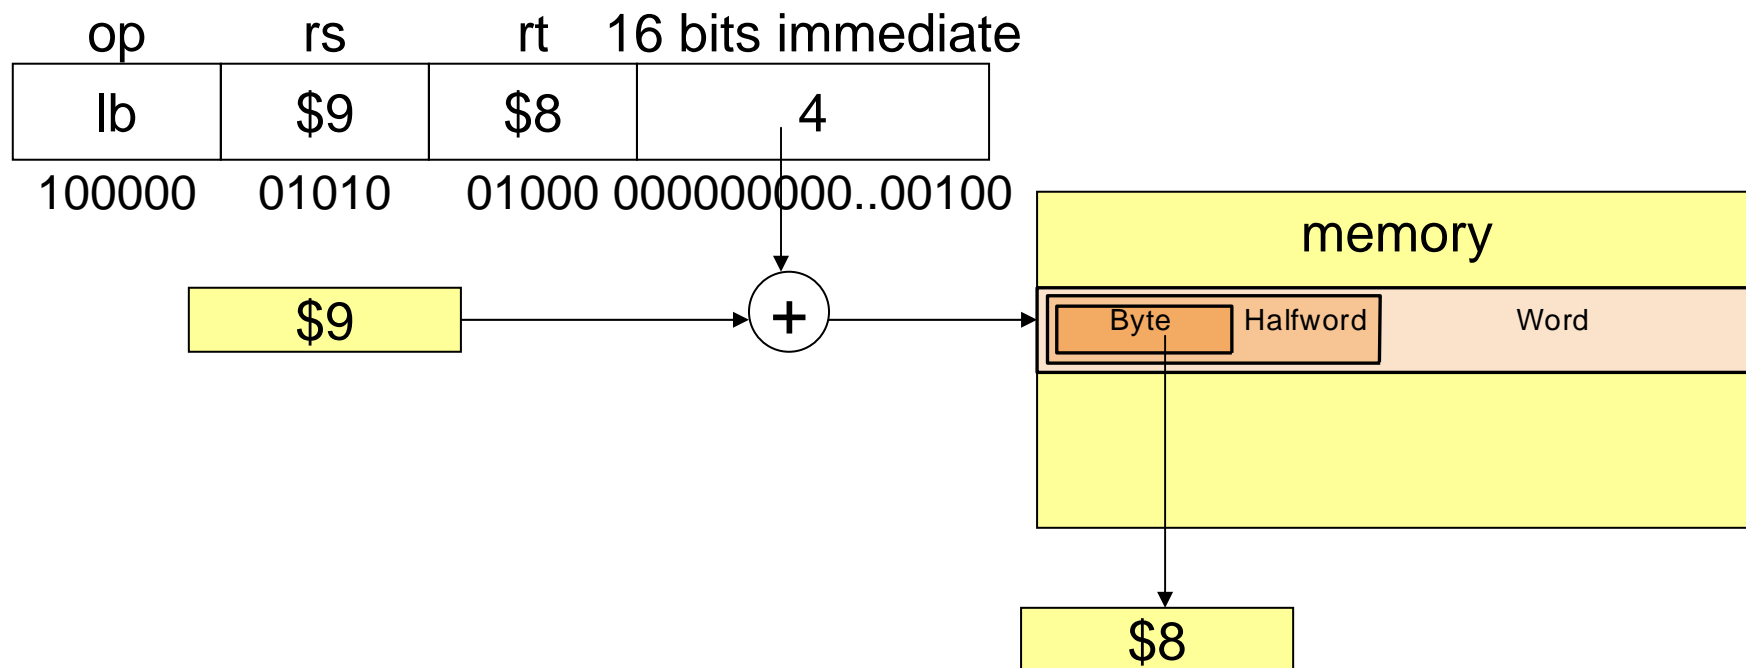 op rs rt 16 bits immediate
lb $9 $8 4
100000 01010 01000 000000000..00100
memory
$9 + Byte Halfword Word
$8